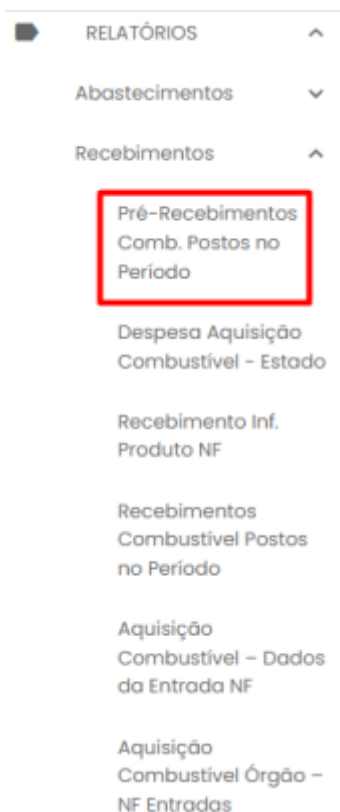 RELATÓRIOS
Abastecimentos
Recebimentos
Pré-Recebimentos
Comb. Postos no
Período
Despesa Aquisição
Combustível - Estado
Recebimento Inf.
Produto NF
Recebimentos
Combustível Postos
no Período
Aquisição
Combustível – Dados
da Entrada NF
Aquisição
Combustível Órgão –
NF Entradas